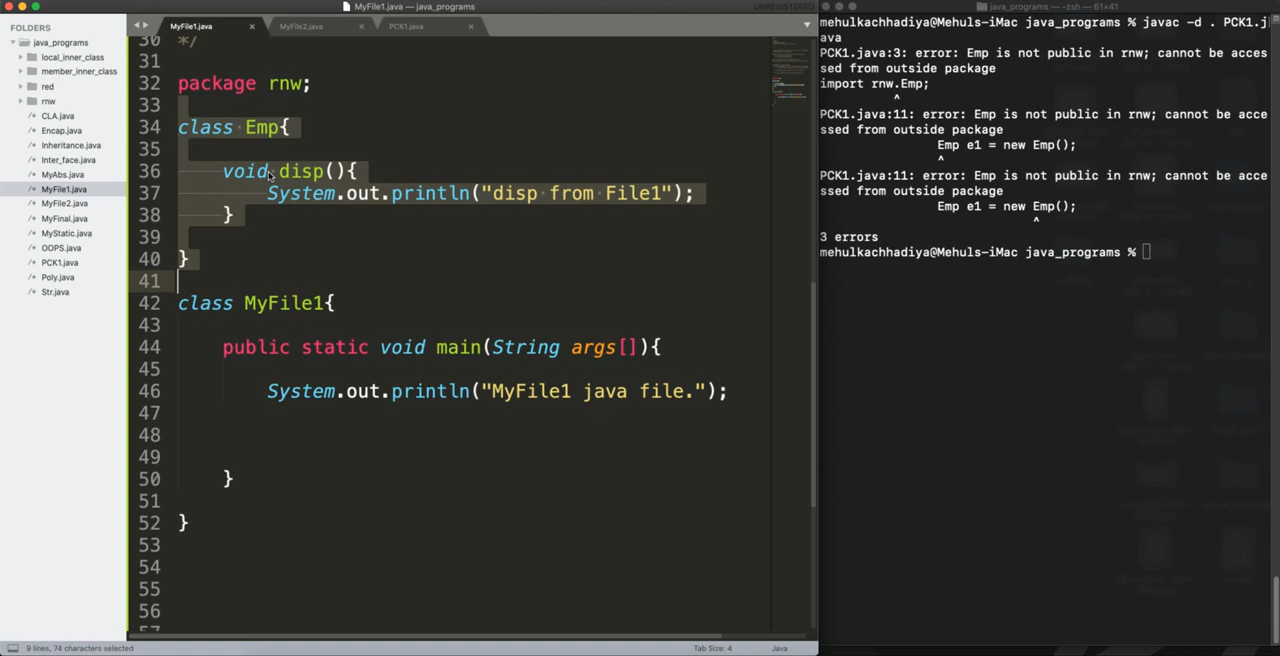 MyFile1.java — java_programs
UNREGISTERED
FOLDERS
java_programs
local_inner_class
member_inner_class
red
rnw
CLA.java
Encap.java
Inheritance.java
Inter_face.java
MyAbs.java
MyFile1.java
MyFile2.java
MyFinal.java
MyStatic.java
OOPS.java
PCK1.java
Poly.java
Str.java
MyFile1.java
MyFile2.java
PCK1.java
30 */
31
32 package rnw;
33
34 class Emp{
35
36 void disp(){
37 System.out.println("disp from File1");
38 }
39
40 }
41
42 class MyFile1{
43
44 public static void main(String args[]){
45
46 System.out.println("MyFile1 java file.");
47
48
49
50 }
51
52 }
53
54
55
56
57
9 lines, 74 characters selected
Tab Size: 4
Java
java_programs — -zsh — 61×41
mehulkachhadiya@Mehuls-iMac java_programs % javac -d . PCK1.j
ava
PCK1.java:3: error: Emp is not public in rnw; cannot be acces
sed from outside package
import rnw.Emp;
^
PCK1.java:11: error: Emp is not public in rnw; cannot be acce
ssed from outside package
Emp e1 = new Emp();
^
PCK1.java:11: error: Emp is not public in rnw; cannot be acce
ssed from outside package
Emp e1 = new Emp();
^
3 errors
mehulkachhadiya@Mehuls-iMac java_programs %